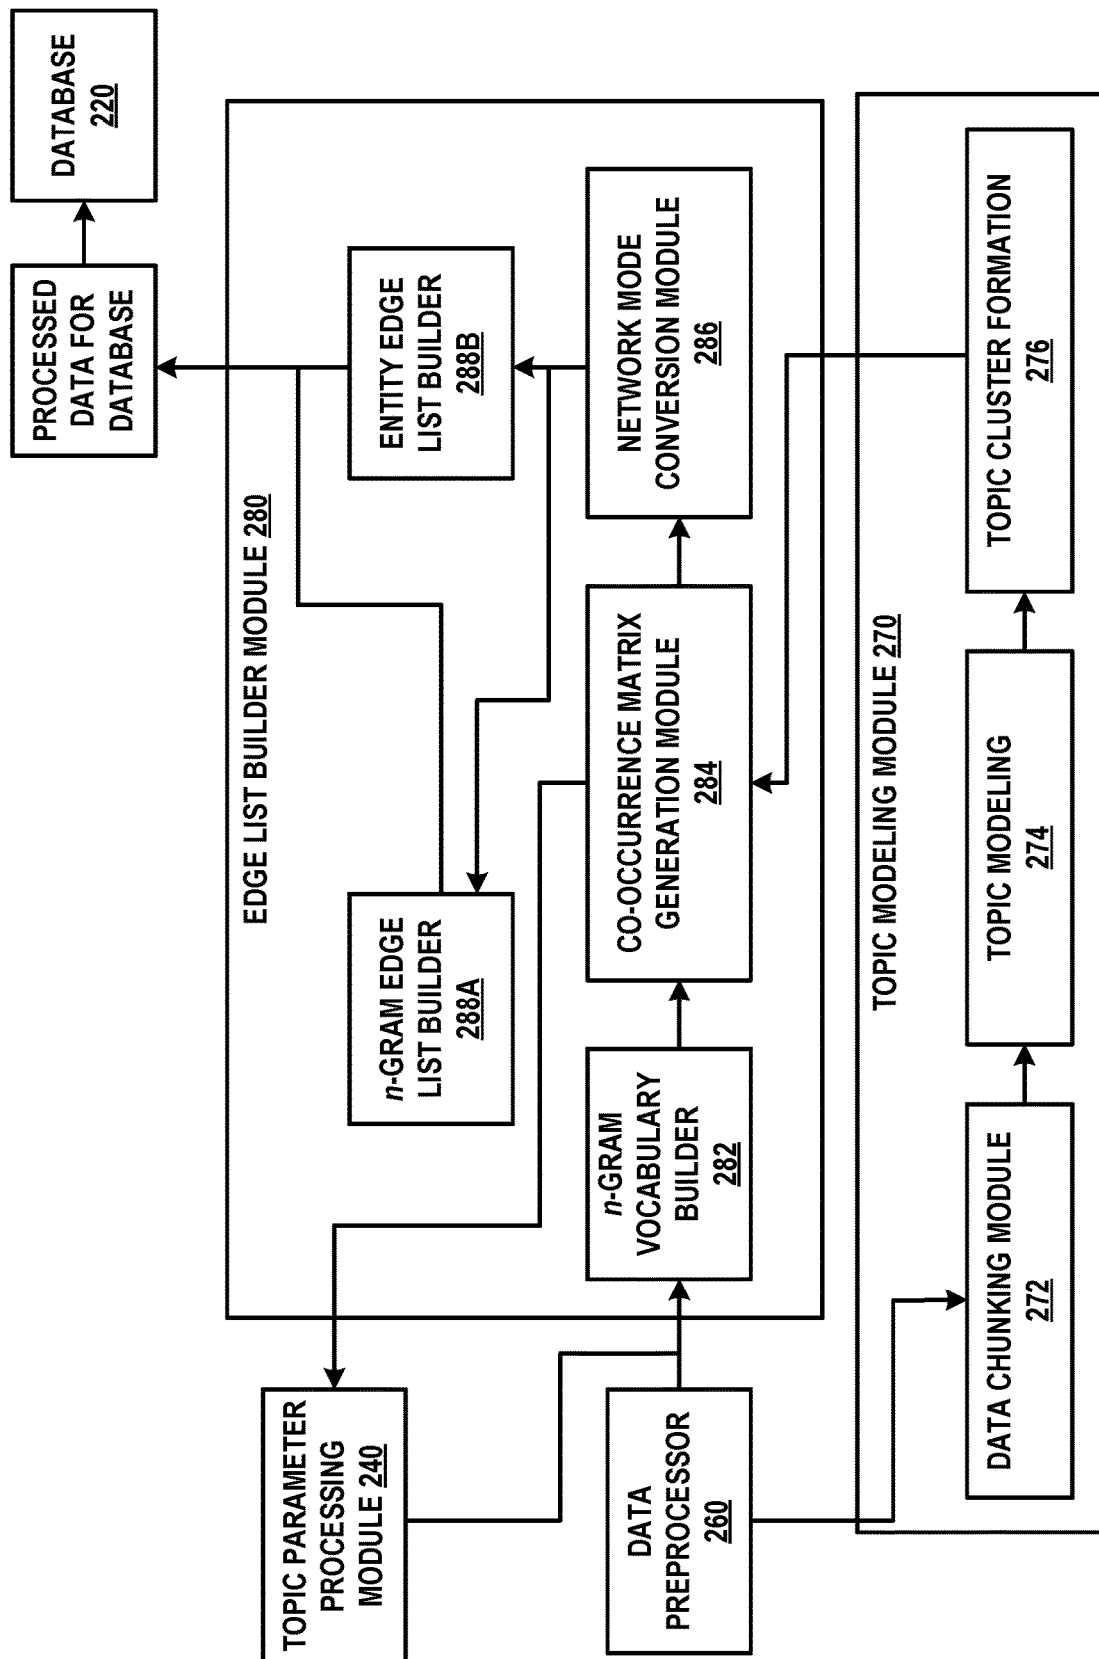 DATABASE
220
PROCESSED
DATA FOR
DATABASE
EDGE LIST BUILDER MODULE 280
ENTITY EDGE
LIST BUILDER
288B
n-GRAM EDGE
LIST BUILDER
288A
NETWORK MODE
CONVERSION MODULE
286
CO-OCCURRENCE MATRIX
GENERATION MODULE
284
n-GRAM
VOCABULARY
BUILDER
282
TOPIC PARAMETER
PROCESSING
MODULE 240
DATA
PREPROCESSOR
260
TOPIC MODELING MODULE 270
TOPIC CLUSTER FORMATION
276
TOPIC MODELING
274
DATA CHUNKING MODULE
272